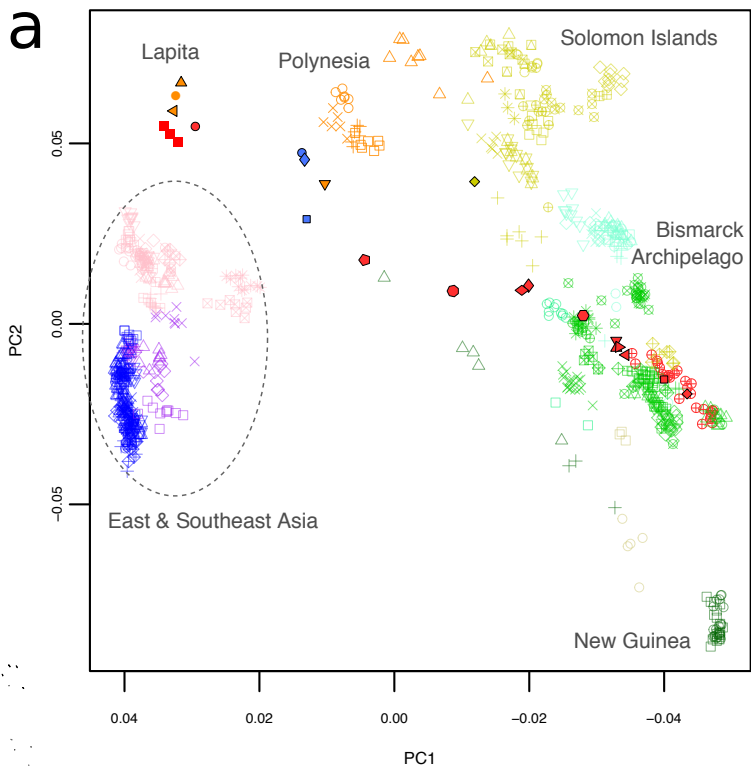 a
Lapita
Polynesia
Solomon Islands
Bismarck
Archipelago
East & Southeast Asia
New Guinea
PC2
0.05
0.00
−0.05
0.04
0.02
0.00
−0.02
−0.04
PC1